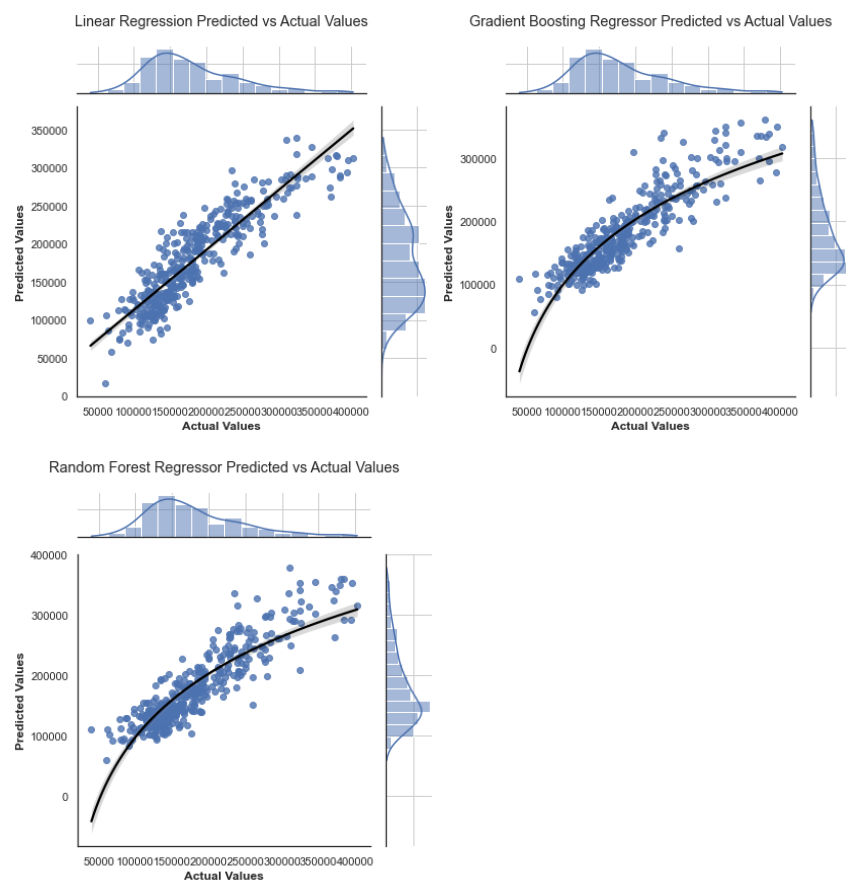 Linear Regression Predicted vs Actual Values
350000
300000
250000
200000
150000
100000
50000
0
Predicted Values
50000 100000 150000 200000 250000 300000 350000 400000
Actual Values
Gradient Boosting Regressor Predicted vs Actual Values
300000
200000
100000
0
Predicted Values
50000 100000 150000 200000 250000 300000 350000 400000
Actual Values
Random Forest Regressor Predicted vs Actual Values
400000
300000
200000
100000
0
Predicted Values
50000 100000 150000 200000 250000 300000 350000 400000
Actual Values